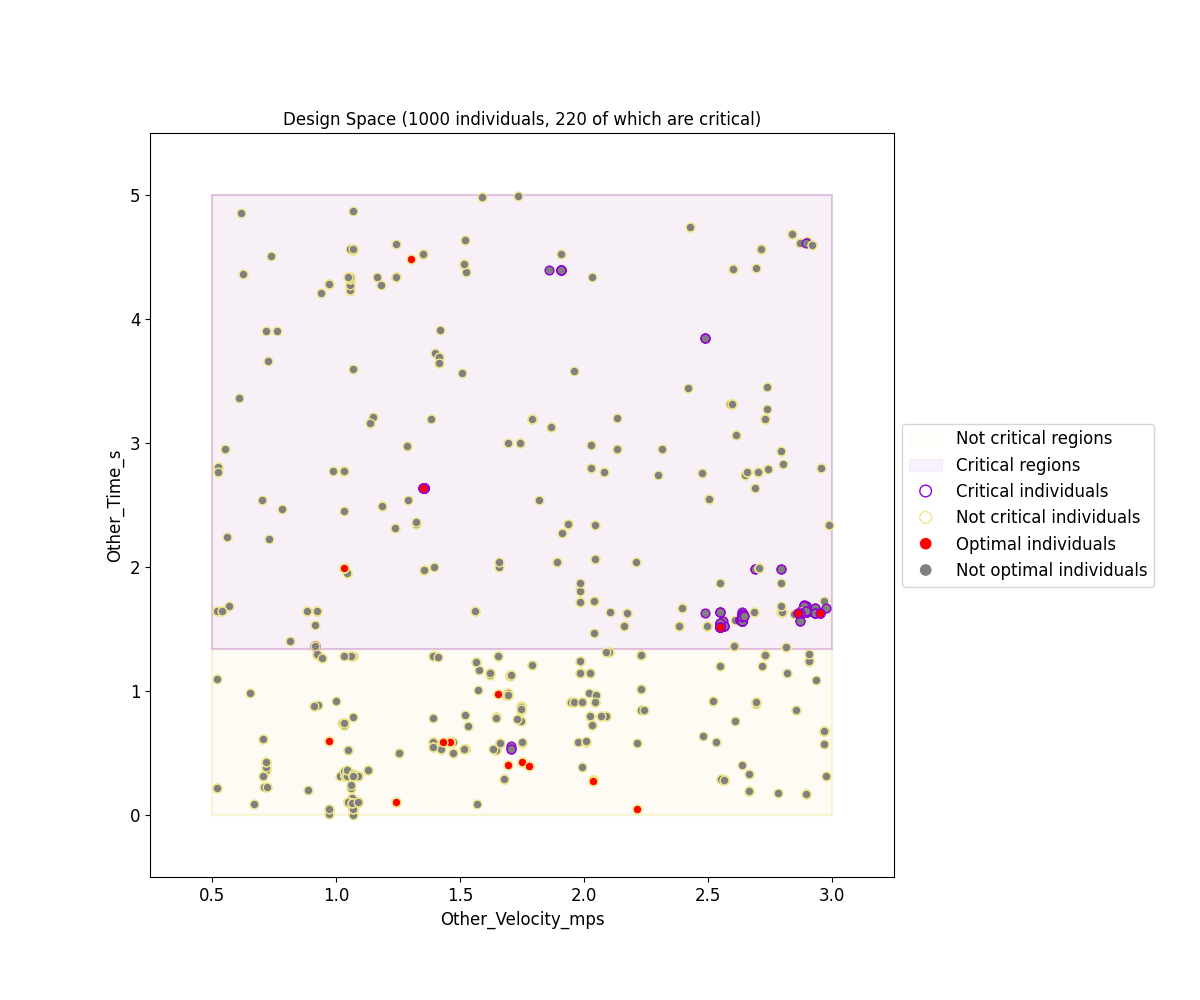 Design Space (1000 individuals, 220 of which are critical)
5
4
3
2
1
0
Other_Time_s
0.5
1.0
1.5
2.0
2.5
3.0
Other_Velocity_mps
Not critical regions
Critical regions
Critical individuals
Not critical individuals
Optimal individuals
Not optimal individuals